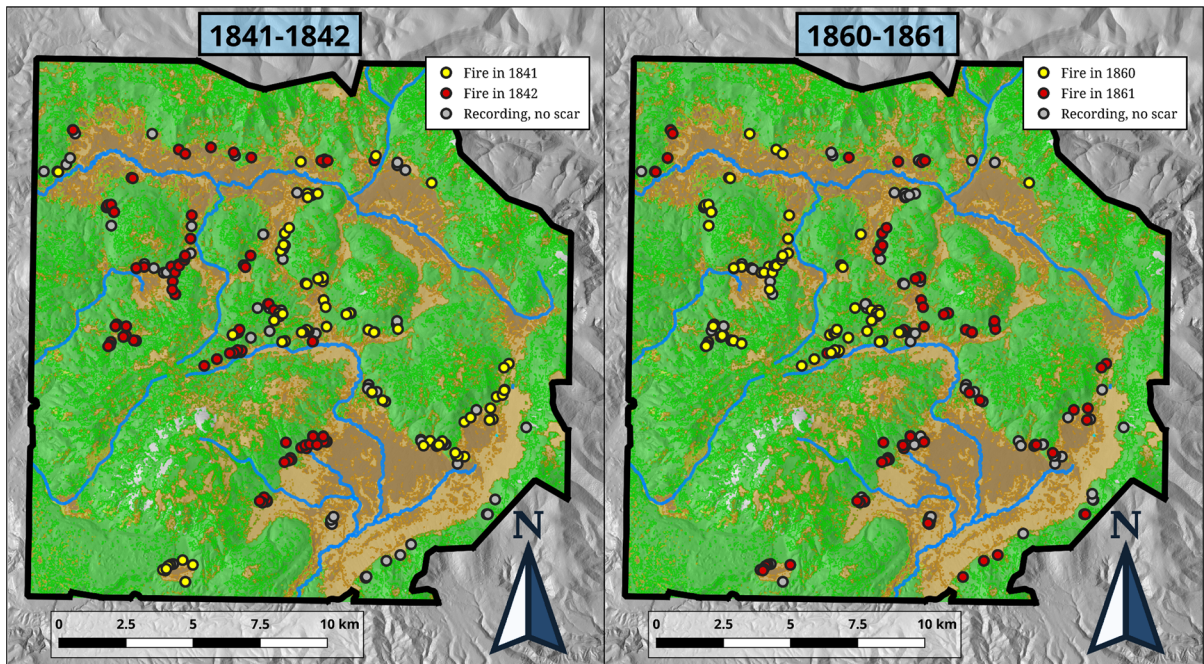 1841-1842
Fire in 1841
Fire in 1842
Recording, no scar
N
0 2.5 5 7.5 10 km
1860-1861
Fire in 1860
Fire in 1861
Recording, no scar
N
0 2.5 5 7.5 10 km